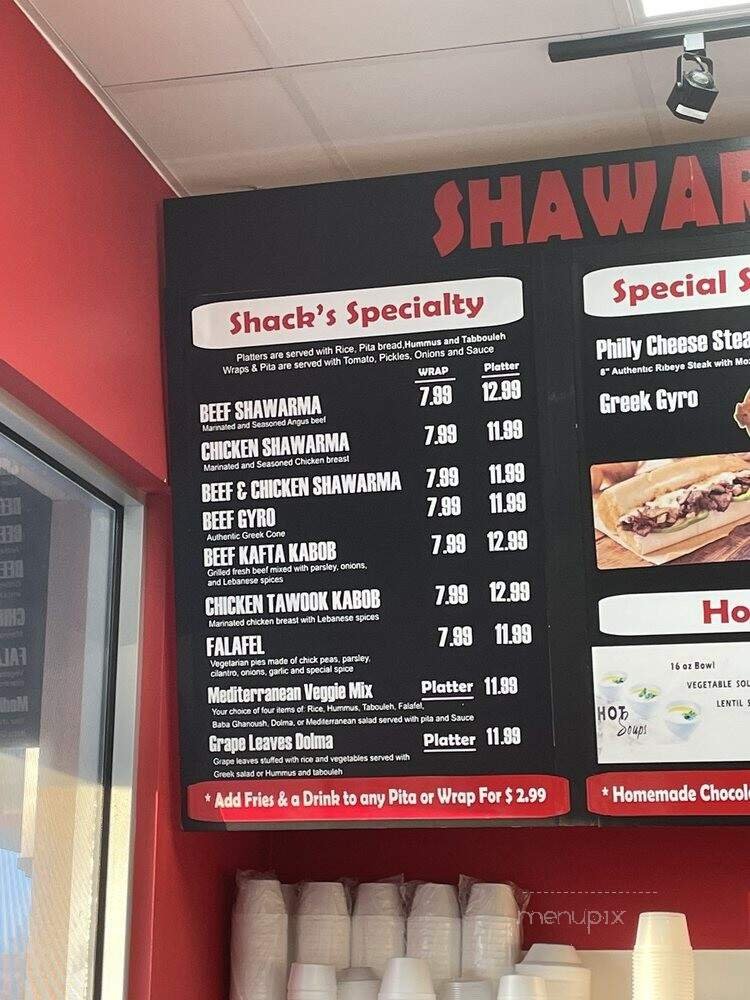 SHAWAR
Shack's Specialty
Platters are served with Rice, Pita bread,Hummus and Tabbouleh
Wraps & Pita are served with Tomato, Pickles, Onions and Sauce
WRAP Platter
BEEF SHAWARMA 7.99 12.99
Marinated and Seasoned Angus beef
CHICKEN SHAWARMA 7.99 11.99
Marinated and Seasoned Chicken breast
BEEF & CHICKEN SHAWARMA 7.99 11.99
BEEF GYRO 7.99 11.99
Authentic Greek Cone
BEEF KAFTA KABOB 7.99 12.99
Grilled fresh beef mixed with parsley, onions,
and Lebanese spices
CHICKEN TAWOOK KABOB 7.99 12.99
Marinated chicken breast with Lebanese spices
FALAFEL 7.99 11.99
Vegetarian pies made of chick peas, parsley,
cilantro, onions, garlic and special spice
Mediterranean Veggie Mix Platter 11.99
Your choice of four items of: Rice, Hummus, Tabouleh, Falafel,
Baba Ghanoush, Dolma, or Mediterranean salad served with pita and Sauce
Grape Leaves Dolma Platter 11.99
Grape leaves stuffed with rice and vegetables served with
Greek salad or Hummus and tabouleh
* Add Fries & a Drink to any Pita or Wrap For $ 2.99
Special S
Philly Cheese Stea
8" Authentic Ribeye Steak with Moz
Greek Gyro
Ho
16 oz Bowl
VEGETABLE SOU
LENTIL S
HOT
Soups
* Homemade Chocol
menupix